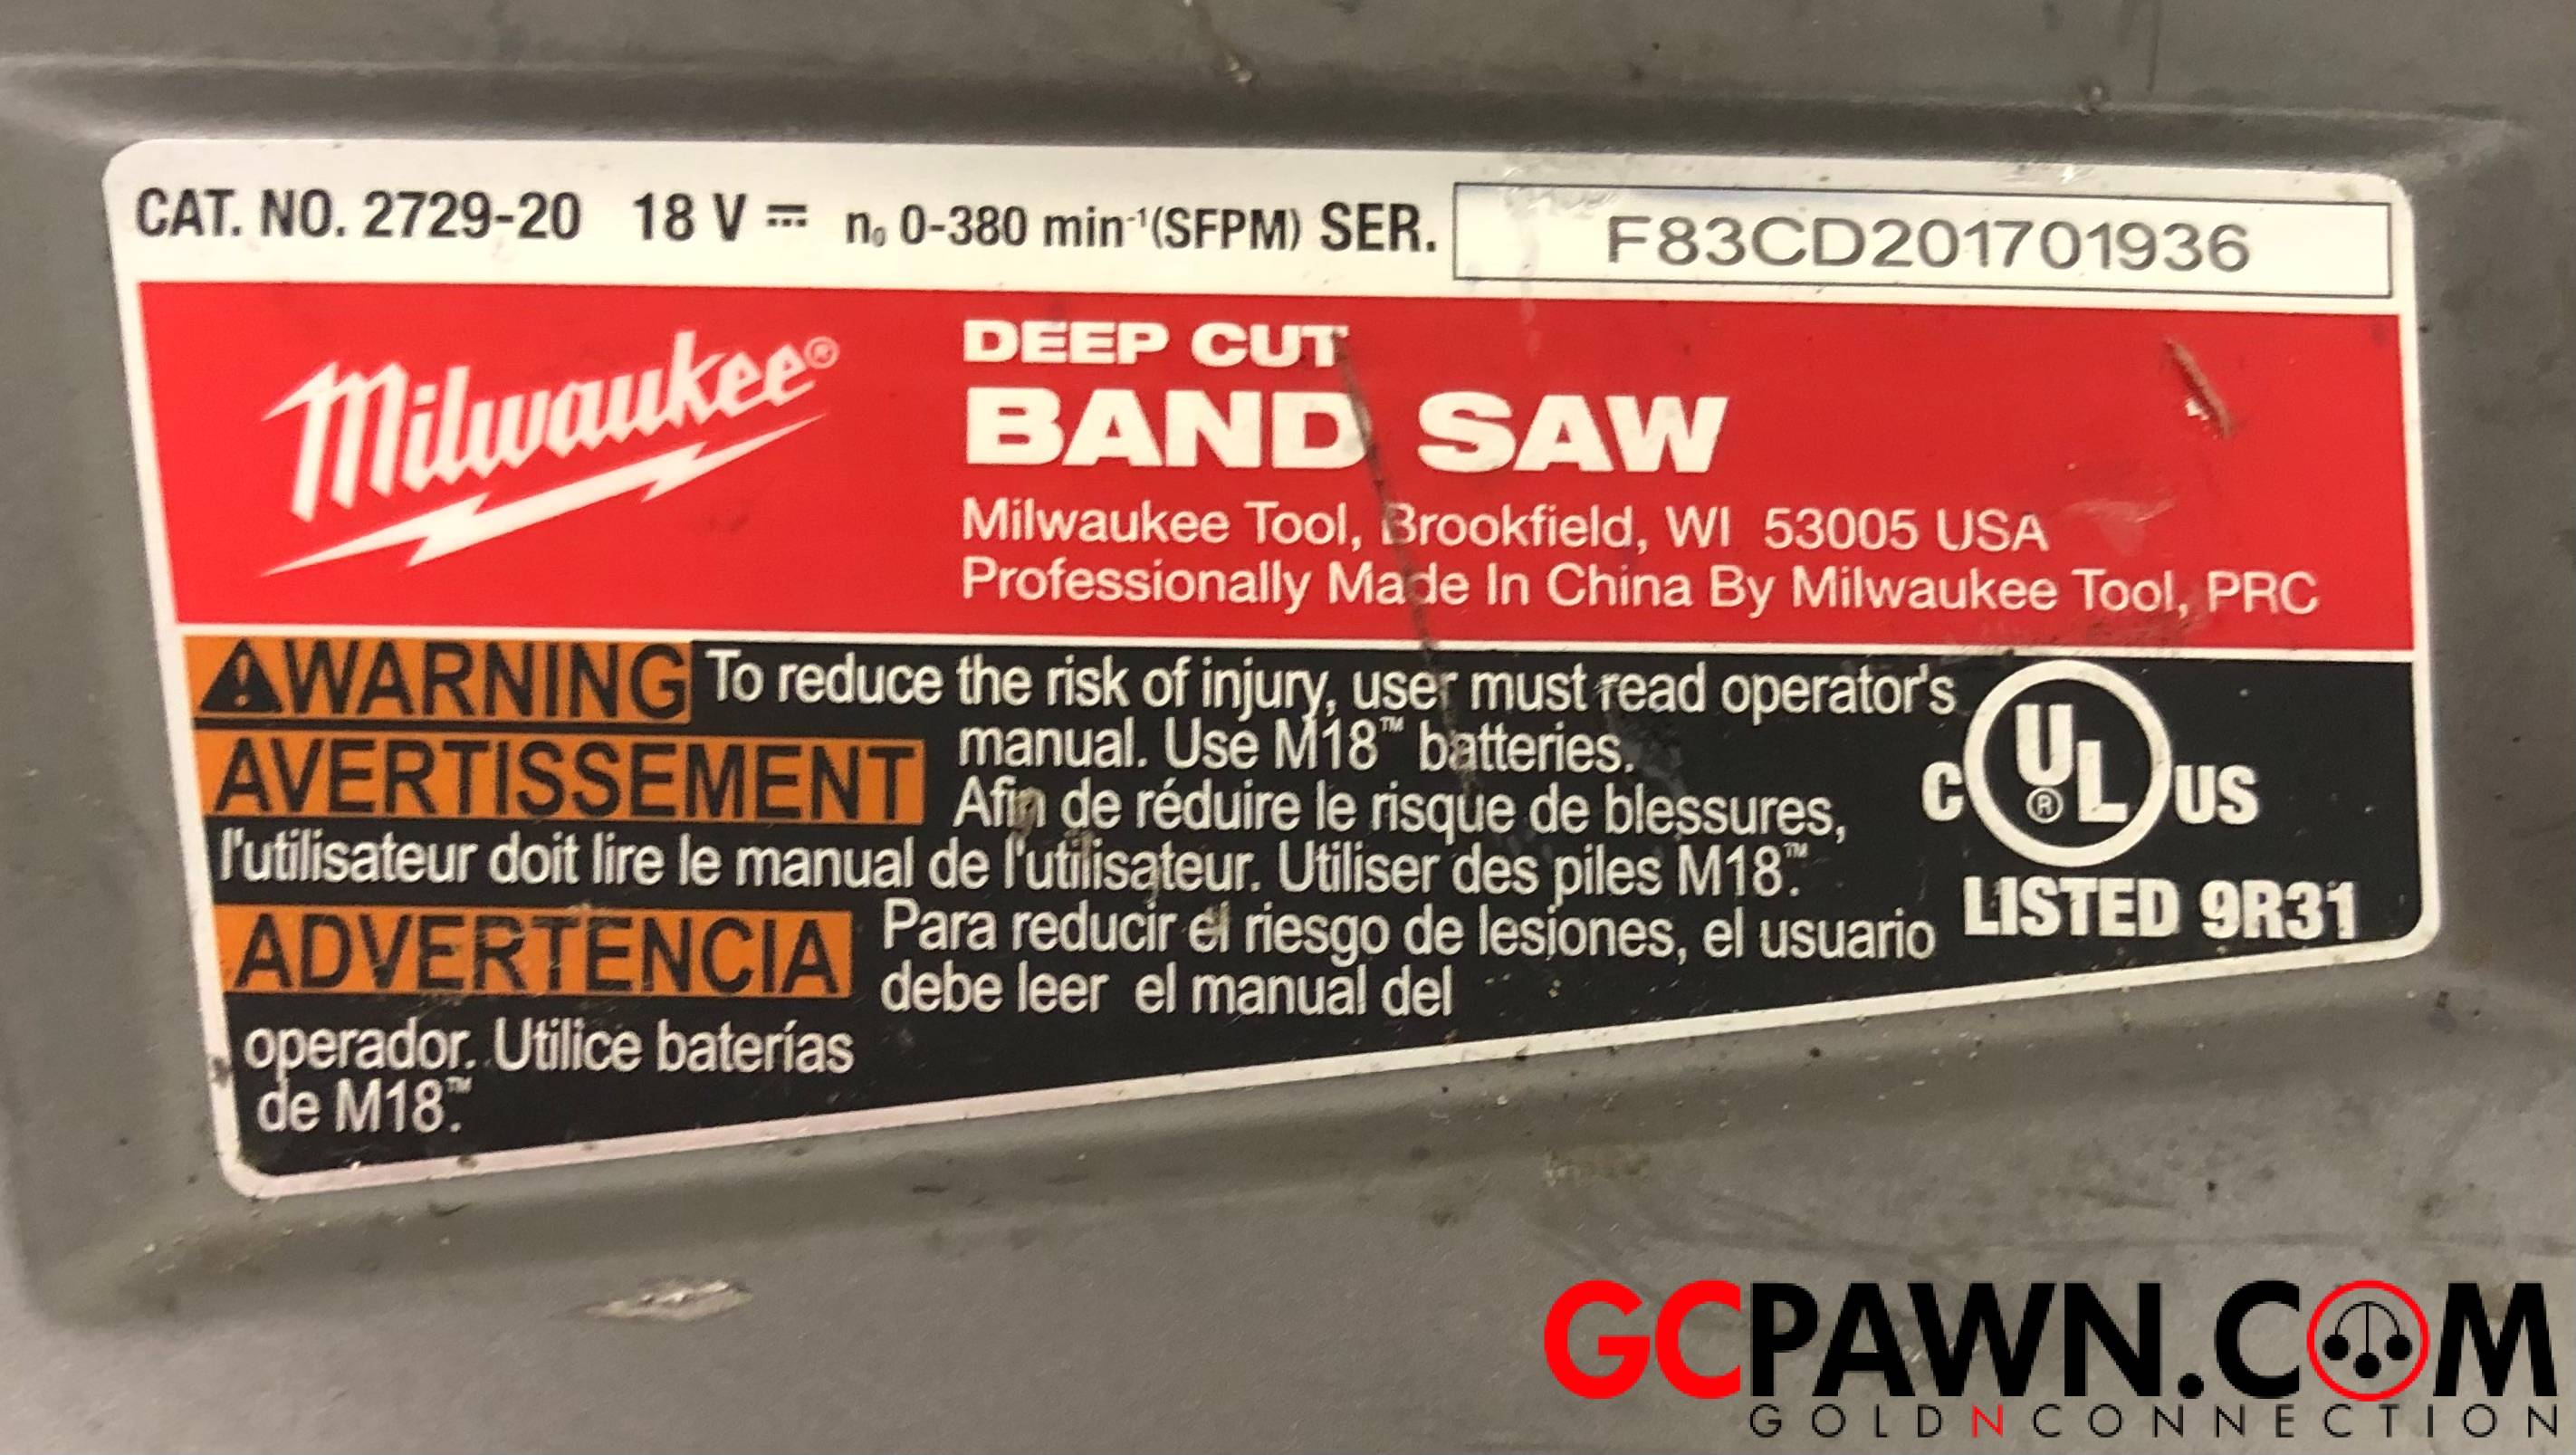 CAT. NO. 2729-20 18 V ⎓ n₀ 0-380 min⁻¹(SFPM) SER. F83CD201701936
Milwaukee®
DEEP CUT
BAND SAW
Milwaukee Tool, Brookfield, WI 53005 USA
Professionally Made In China By Milwaukee Tool, PRC
⚠WARNING To reduce the risk of injury, user must read operator's
manual. Use M18™ batteries.
AVERTISSEMENT Afin de réduire le risque de blessures,
l'utilisateur doit lire le manual de l'utilisateur. Utiliser des piles M18™.
ADVERTENCIA Para reducir el riesgo de lesiones, el usuario
debe leer el manual del
operador. Utilice baterías
de M18™.
C UL® US
LISTED 9R31
GCPAWN.COM
GOLDNCONNECTION